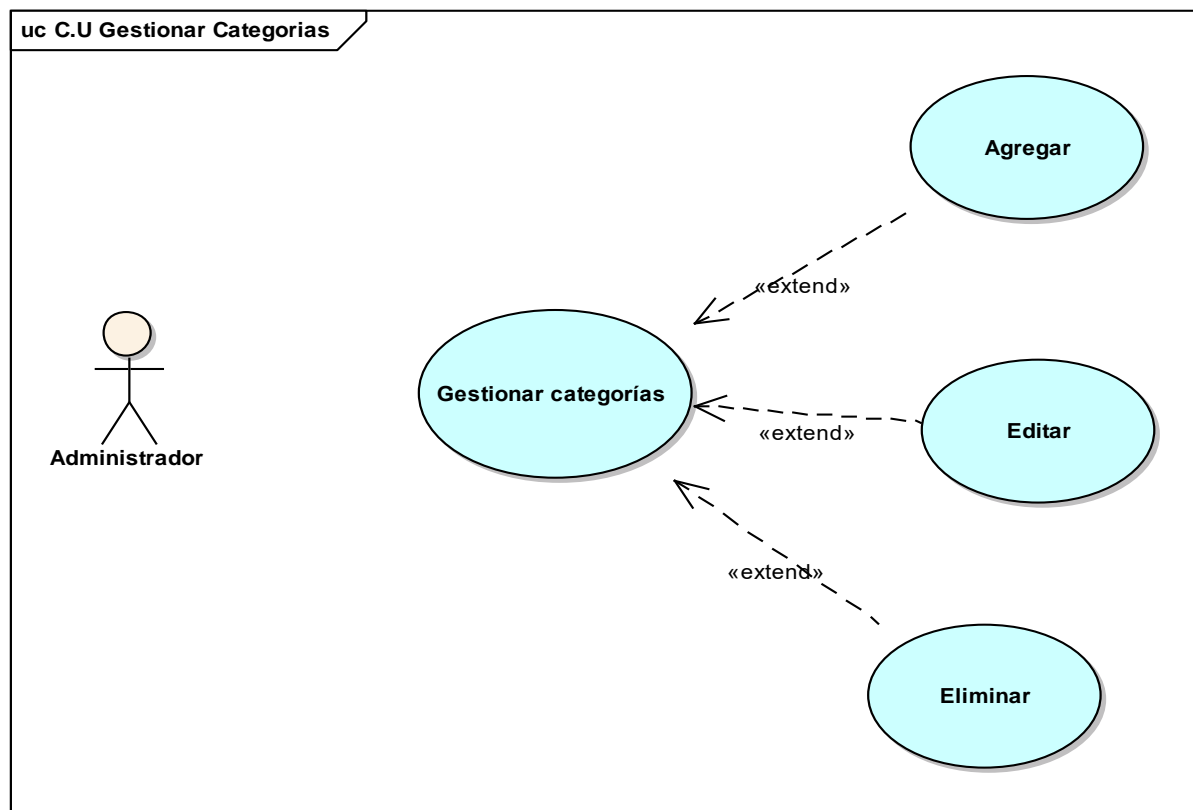 uc C.U Gestionar Categorias
Agregar
«extend»
Administrador
Gestionar categorías
«extend»
Editar
«extend»
Eliminar